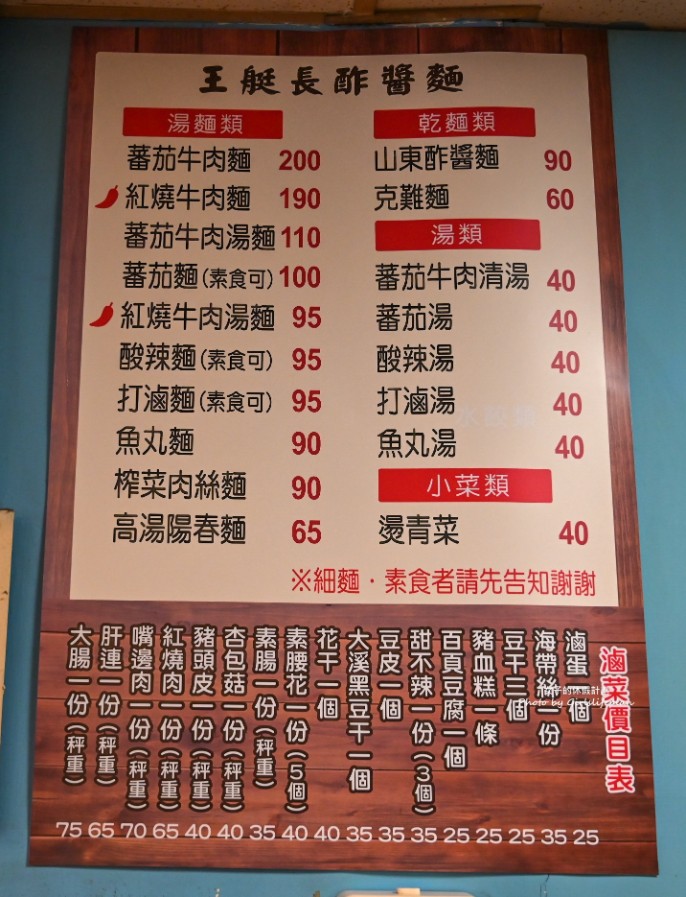 王艇長酢醬麵
湯麵類
蕃茄牛肉麵 200
紅燒牛肉麵 190
蕃茄牛肉湯麵 110
蕃茄麵(素食可) 100
紅燒牛肉湯麵 95
酸辣麵(素食可) 95
打滷麵(素食可) 95
魚丸麵 90
榨菜肉絲麵 90
高湯陽春麵 65
乾麵類
山東酢醬麵 90
克難麵 60
湯類
蕃茄牛肉清湯 40
蕃茄湯 40
酸辣湯 40
打滷湯 40
魚丸湯 40
小菜類
燙青菜 40
※細麵・素食者請先告知謝謝
滷菜價目表
滷蛋一個 25
海帶絲一份 35
豆干三個 25
豬血糕一條 25
百頁豆腐一個 25
甜不辣一份(3個) 35
豆皮一個 35
大溪黑豆干一個 35
花干一個 40
素腰花一份(5個) 40
素腸一份(秤重) 35
杏包菇一份(秤重) 40
豬頭皮一份(秤重) 40
紅燒肉一份(秤重) 65
嘴邊肉一份(秤重) 70
肝連一份(秤重) 65
大腸一份(秤重) 75
Photo by